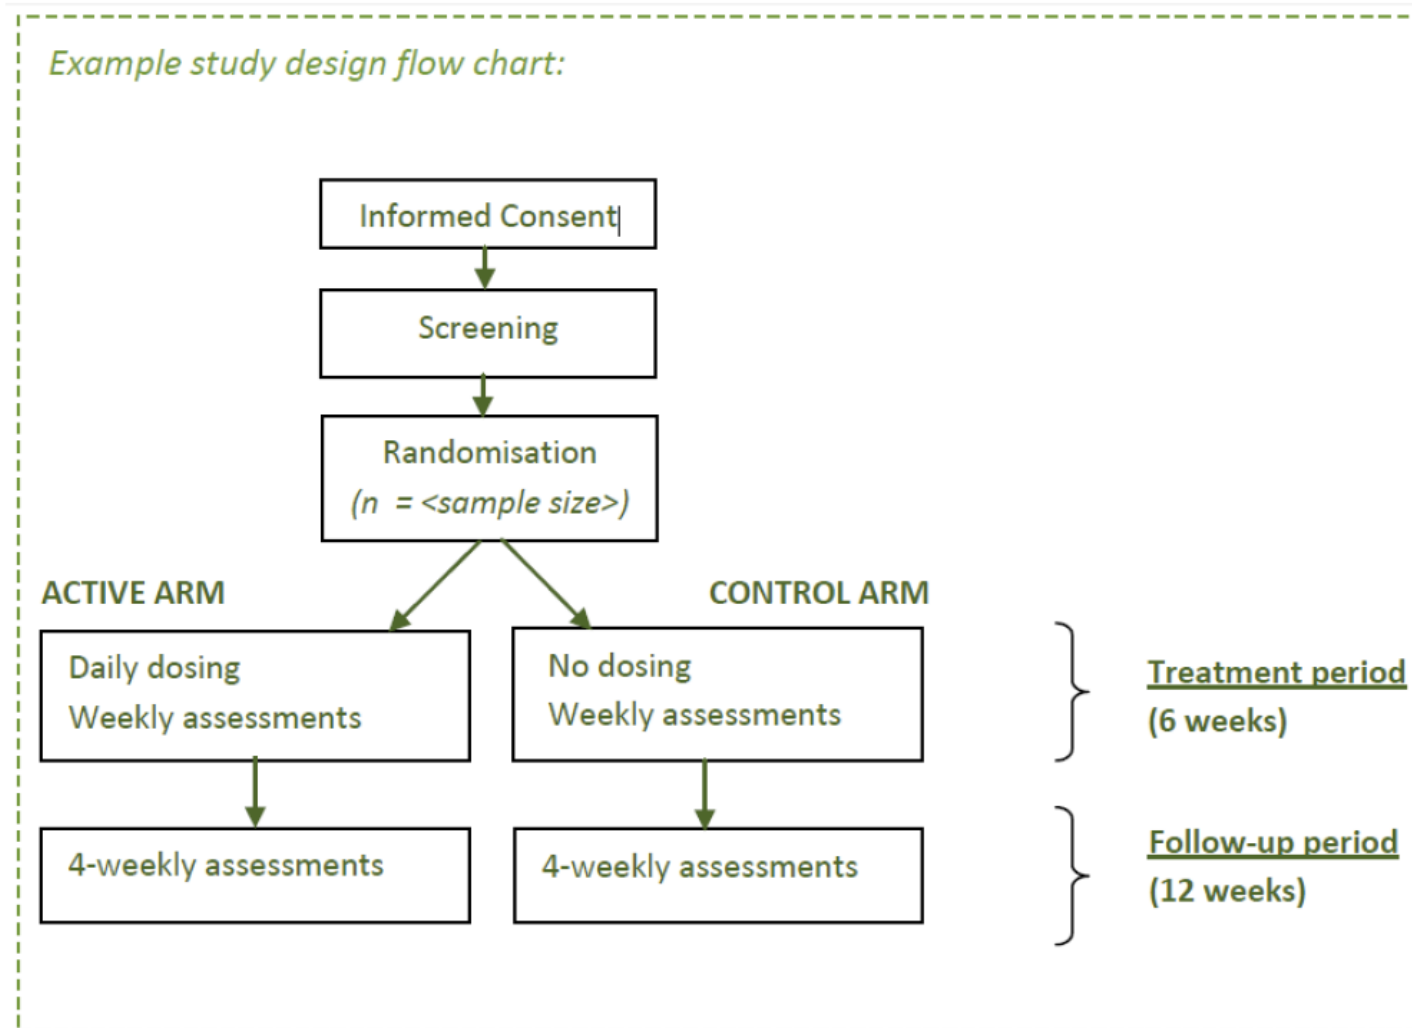 Example study design flow chart:
Informed Consent
Screening
Randomisation
(n = <sample size>)
ACTIVE ARM
CONTROL ARM
Daily dosing
Weekly assessments
No dosing
Weekly assessments
Treatment period
(6 weeks)
4-weekly assessments
4-weekly assessments
Follow-up period
(12 weeks)